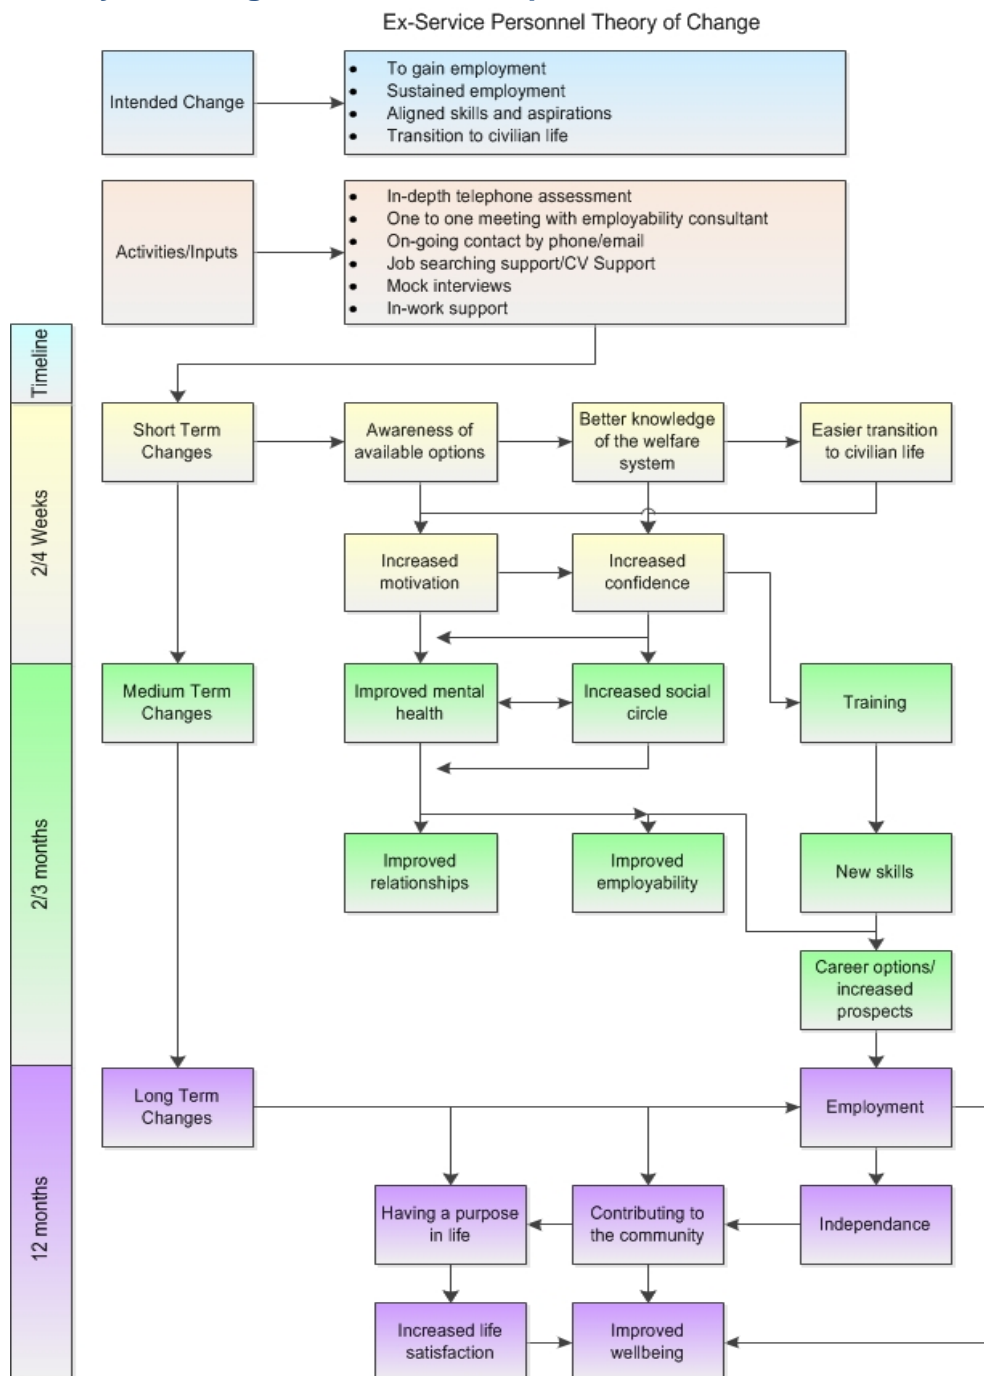 Ex-Service Personnel Theory of Change
Intended Change
• To gain employment
• Sustained employment
• Aligned skills and aspirations
• Transition to civilian life
Activities/Inputs
• In-depth telephone assessment
• One to one meeting with employability consultant
• On-going contact by phone/email
• Job searching support/CV Support
• Mock interviews
• In-work support
Timeline
2/4 Weeks
Short Term
Changes
Awareness of
available options
Better knowledge
of the welfare
system
Easier transition
to civilian life
Increased
motivation
Increased
confidence
2/3 months
Medium Term
Changes
Improved mental
health
Increased social
circle
Training
Improved
relationships
Improved
employability
New skills
Career options/
increased
prospects
12 months
Long Term
Changes
Employment
Having a purpose
in life
Contributing to
the community
Independance
Increased life
satisfaction
Improved
wellbeing